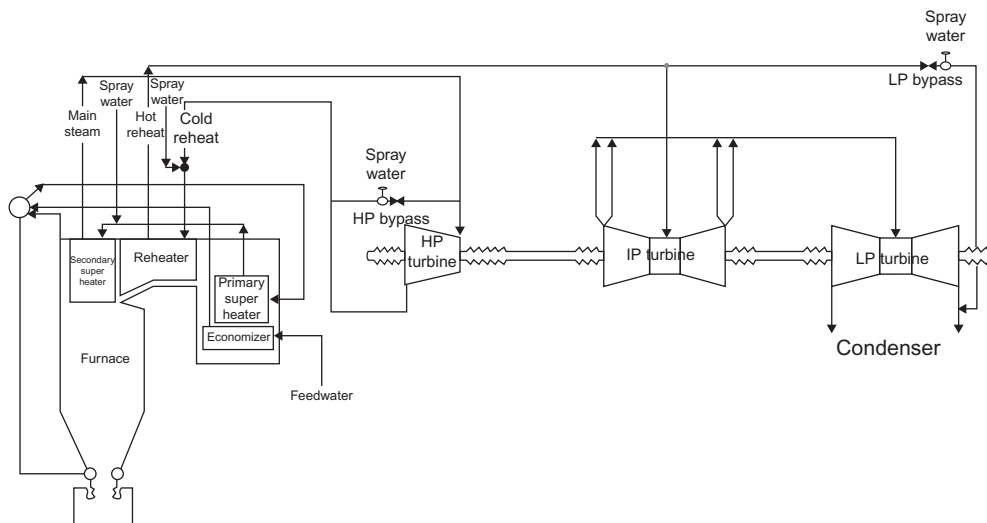 Spray
water
LP bypass
Spray
water
Spray
water
Main
steam
Hot
reheat
Cold
reheat
Spray
water
HP bypass
HP
turbine
IP turbine
LP turbine
Secondary
super
heater
Reheater
Primary
super
heater
Economizer
Furnace
Feedwater
Condenser